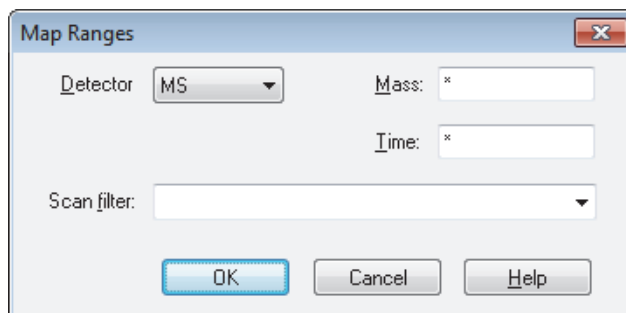 Map Ranges
Detector MS Mass: *
Time: *
Scan filter:
OK Cancel Help